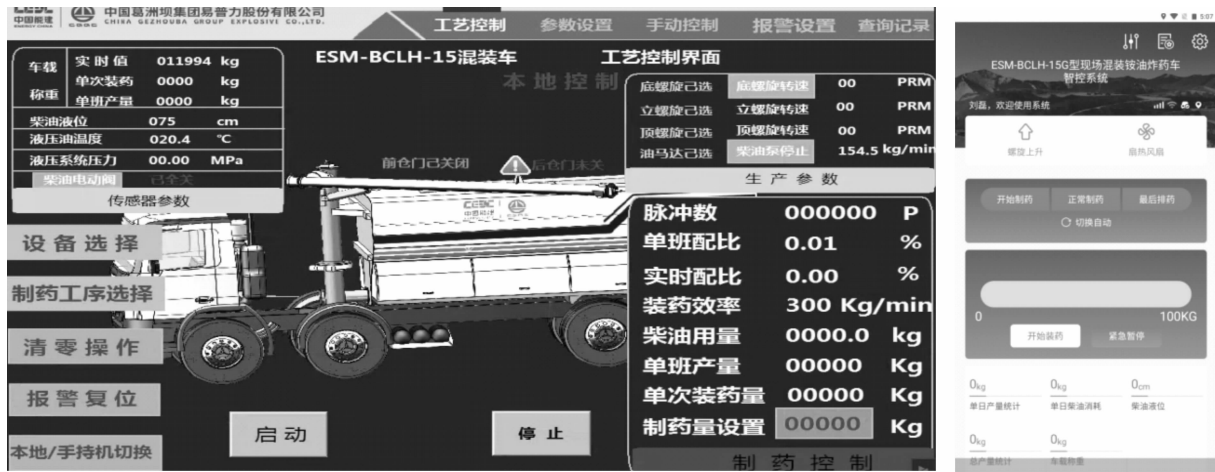 中国能建
ENERGY CHINA
CGGC
中国葛洲坝集团易普力股份有限公司
CHINA GEZHOUBA GROUP EXPLOSIVE CO.,LTD.
工艺控制 参数设置 手动控制 报警设置 查询记录
ESM-BCLH-15混装车 工艺控制界面
本地控制
车载称重
实时值 011994 kg
单次装药 0000 kg
单班产量 0000 kg
柴油液位 075 cm
液压油温度 020.4 ℃
液压系统压力 00.00 MPa
柴油电动阀 已全关
传感器参数
前仓门已关闭
后仓门未关
底螺旋已选 底螺旋转速 00 PRM
立螺旋已选 立螺旋转速 00 PRM
顶螺旋已选 顶螺旋转速 00 PRM
油马达已选 柴油泵停止 154.5 kg/min
生产参数
脉冲数 000000 P
单班配比 0.01 %
实时配比 0.00 %
装药效率 300 Kg/min
柴油用量 0000.0 kg
单班产量 00000 Kg
单次装药量 00000 Kg
制药量设置 00000 Kg
制药控制
设备选择
制药工序选择
清零操作
报警复位
本地/手持机切换
启动
停止
5:07
ESM-BCLH-15G型现场混装铵油炸药车
智控系统
刘磊，欢迎使用系统
螺旋上升 扇热风扇
开始制药 正常制药 最后排药
切换自动
0 100KG
开始装药 紧急暂停
0kg 0kg 0cm
单日产量统计 单日柴油消耗 柴油液位
0kg 0kg
总产量统计 车载称重